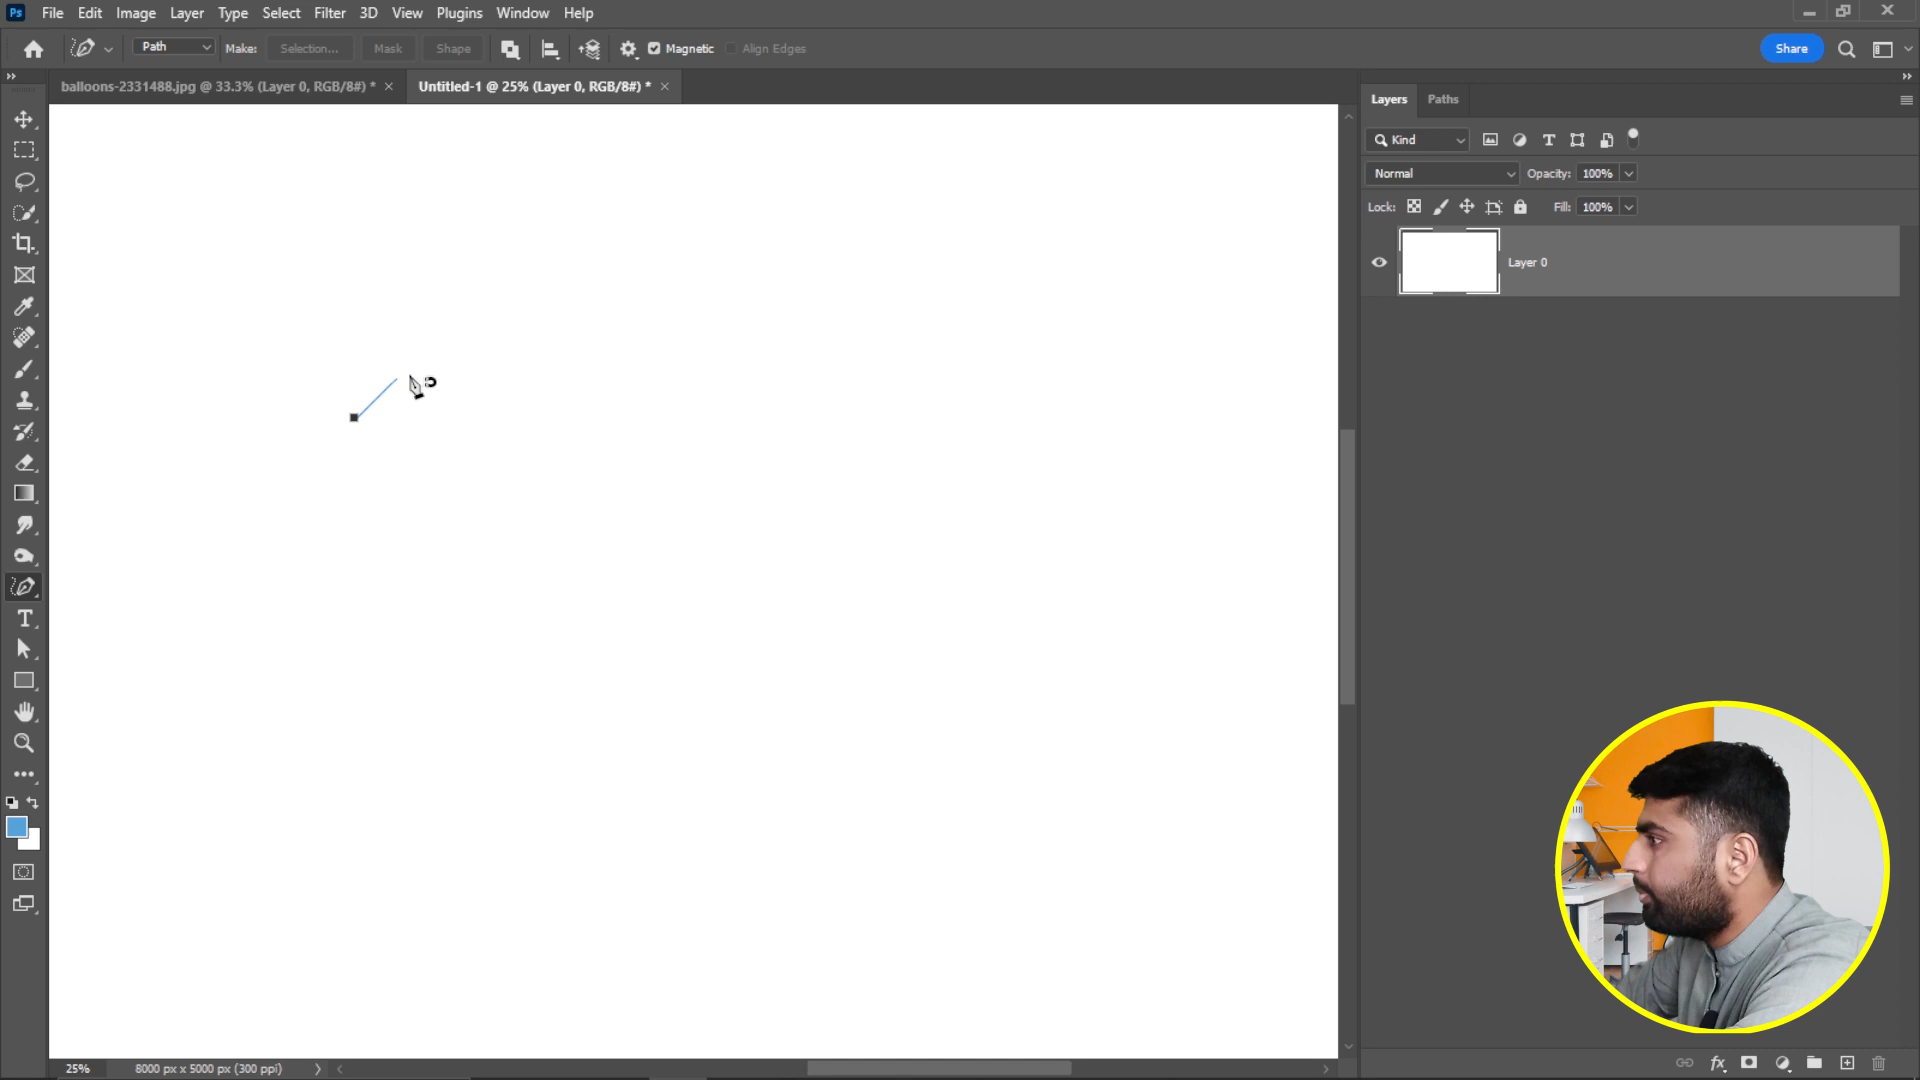 Ps File Edit Image Layer Type Select Filter 3D View Plugins Window Help
Path Make: Selection... Mask Shape Magnetic Align Edges Share
balloons-2331488.jpg @ 33.3% (Layer 0, RGB/8#) * × Untitled-1 @ 25% (Layer 0, RGB/8#) * ×
Layers Paths
Kind
Normal Opacity: 100%
Lock: Fill: 100%
Layer 0
25% 8000 px x 5000 px (300 ppi)